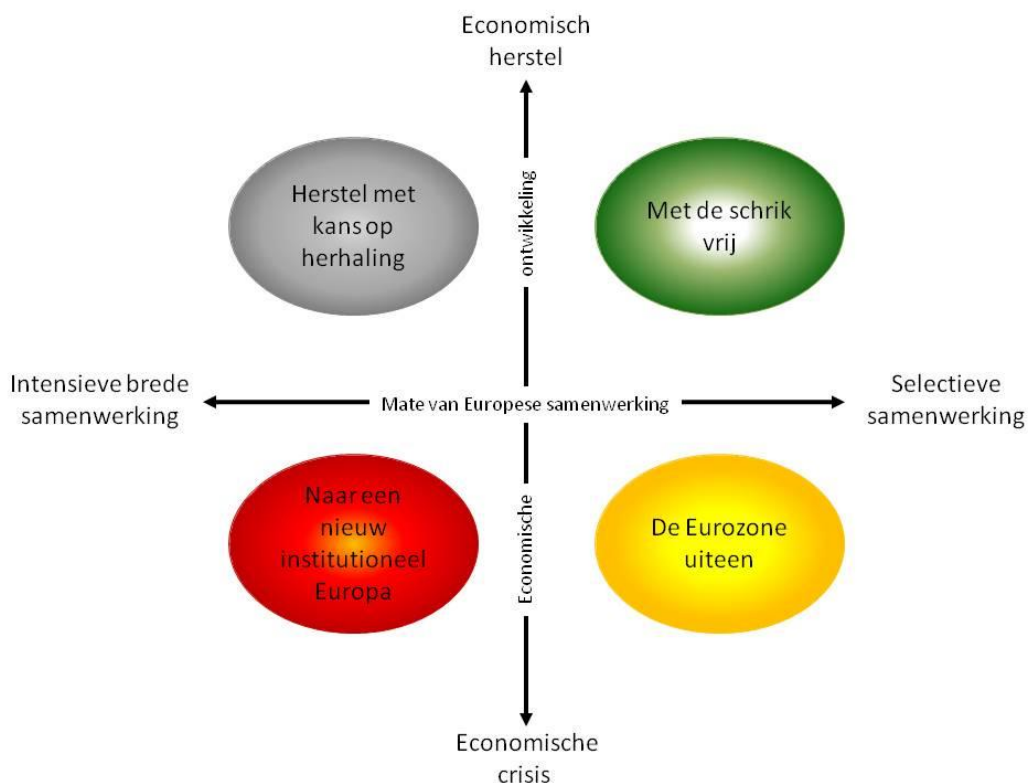 Economisch
herstel
Herstel met
kans op
herhaling
ontwikkeling
Met de schrik
vrij
Intensieve brede
samenwerking
Mate van Europese samenwerking
Selectieve
samenwerking
Naar een
nieuw
institutioneel
Europa
Economische
De Eurozone
uiteen
Economische
crisis